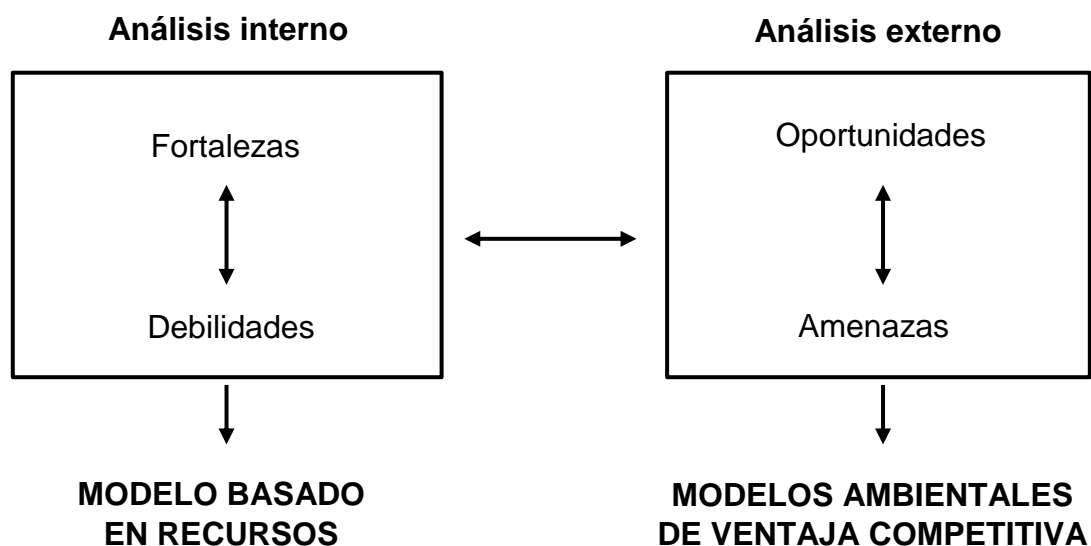 Análisis interno
Análisis externo
Fortalezas
Oportunidades
Debilidades
Amenazas
MODELO BASADO
EN RECURSOS
MODELOS AMBIENTALES
DE VENTAJA COMPETITIVA